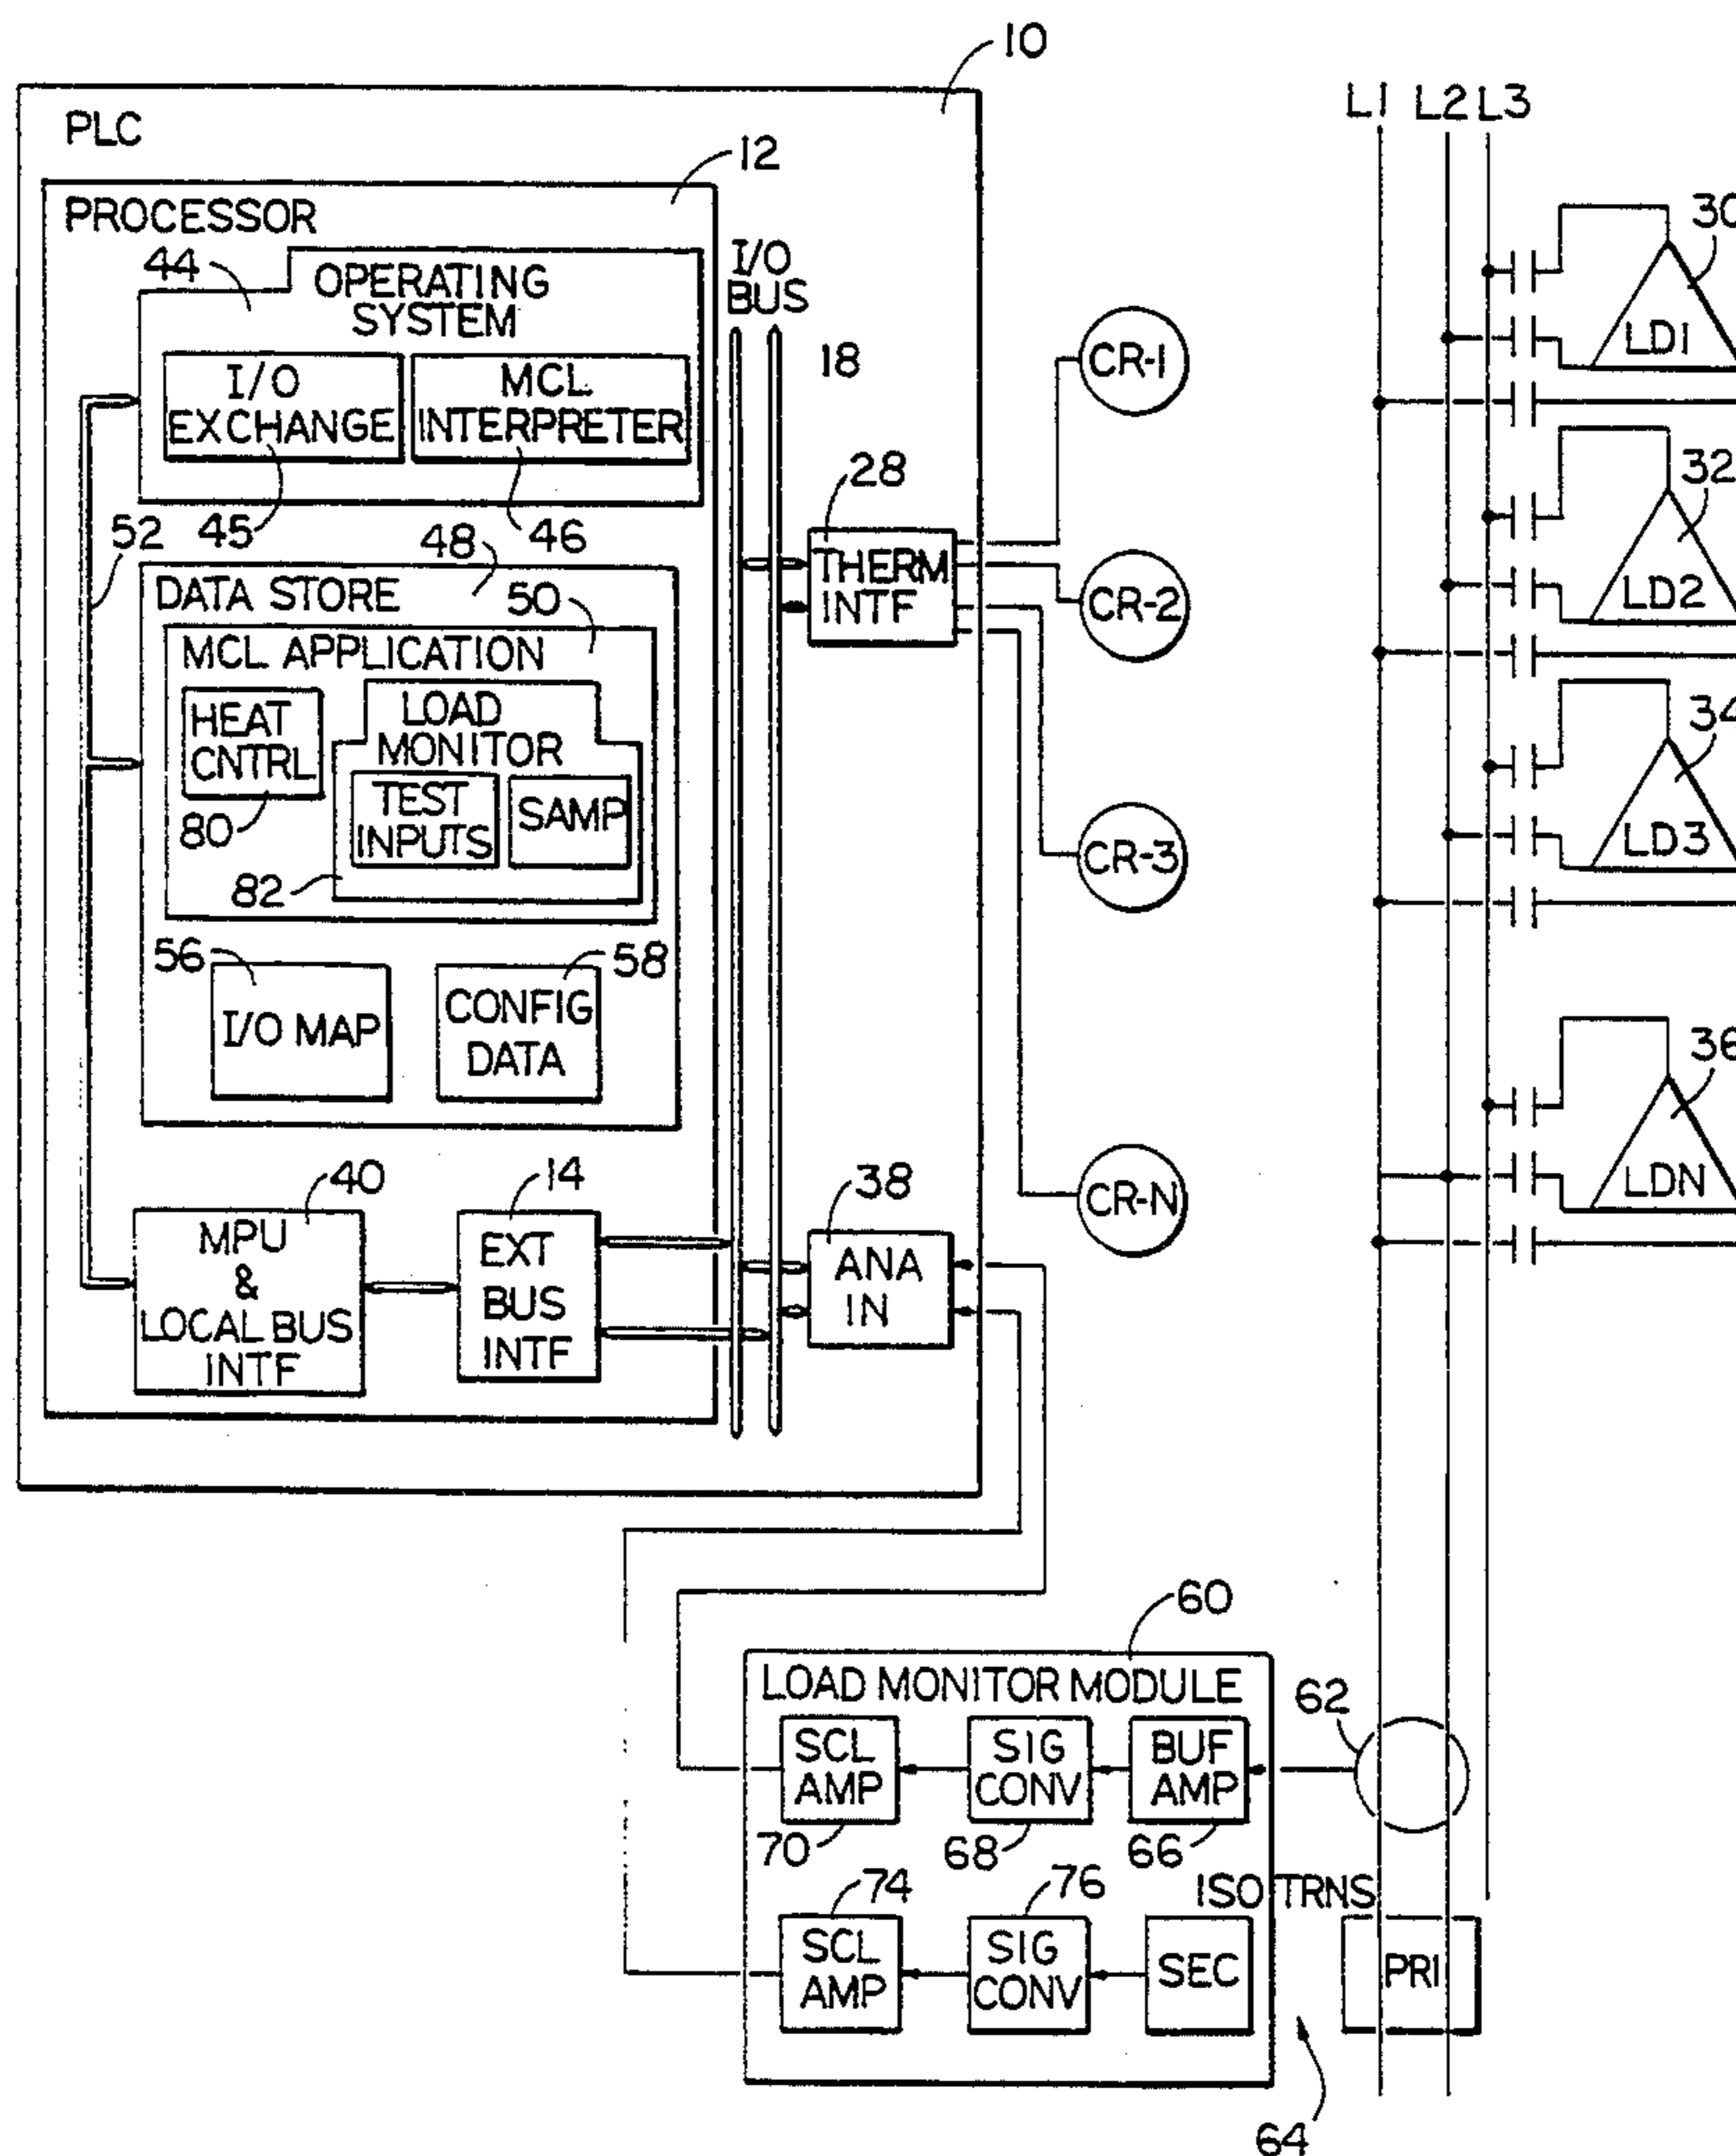 10
PLC
12
PROCESSOR
44
OPERATING
SYSTEM
I/O
EXCHANGE
MCL
INTERPRETER
45
46
52
48
DATA STORE
50
MCL APPLICATION
HEAT
CNTRL
80
LOAD
MONITOR
TEST
INPUTS
SAMP
82
56
I/O MAP
58
CONFIG
DATA
40
MPU
&
LOCAL BUS
INTF
14
EXT
BUS
INTF
I/O
BUS
18
28
THERM
INTF
38
ANA
IN
CR-1
CR-2
CR-3
CR-N
L1 L2 L3
30
LD1
32
LD2
34
LD3
36
LDN
60
LOAD MONITOR MODULE
62
SCL
AMP
70
SIG
CONV
68
BUF
AMP
66
74
SCL
AMP
76
SIG
CONV
ISO TRNS
SEC
PRI
64